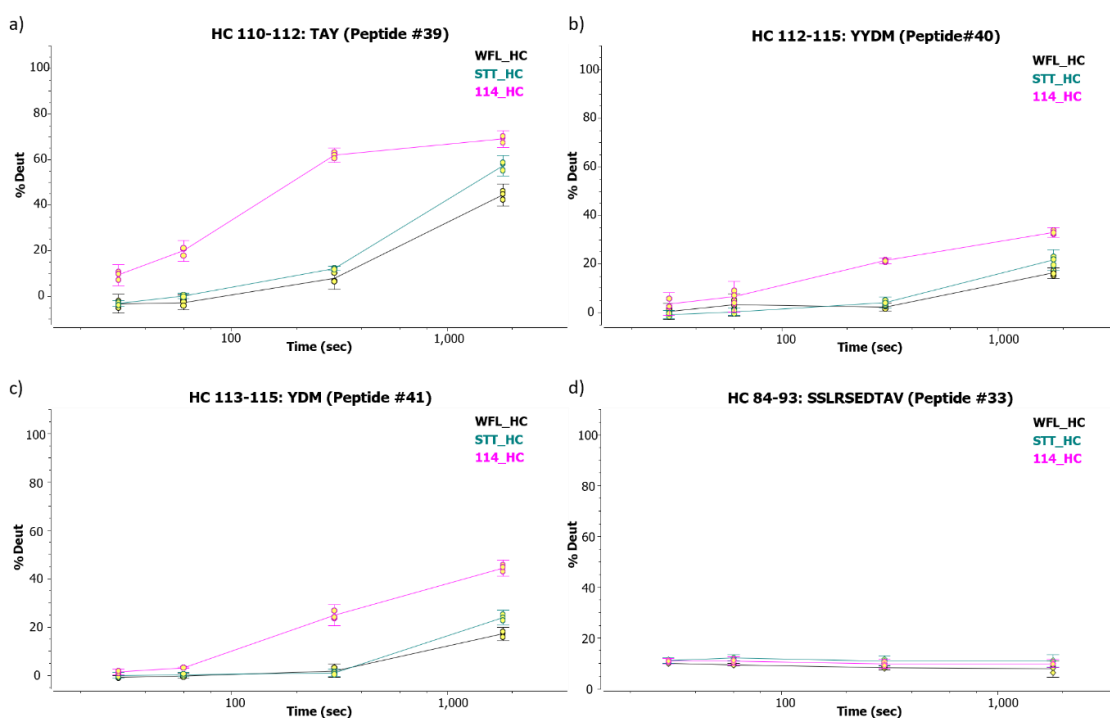 a)
HC 110-112: TAY (Peptide #39)
WFL_HC
STT_HC
114_HC
100
80
60
40
20
0
% Deut
100
1,000
Time (sec)
b)
HC 112-115: YYDM (Peptide#40)
WFL_HC
STT_HC
114_HC
100
80
60
40
20
0
% Deut
100
1,000
Time (sec)
c)
HC 113-115: YDM (Peptide #41)
WFL_HC
STT_HC
114_HC
100
80
60
40
20
0
% Deut
100
1,000
Time (sec)
d)
HC 84-93: SSLRSEDTAV (Peptide #33)
WFL_HC
STT_HC
114_HC
100
80
60
40
20
0
% Deut
100
1,000
Time (sec)